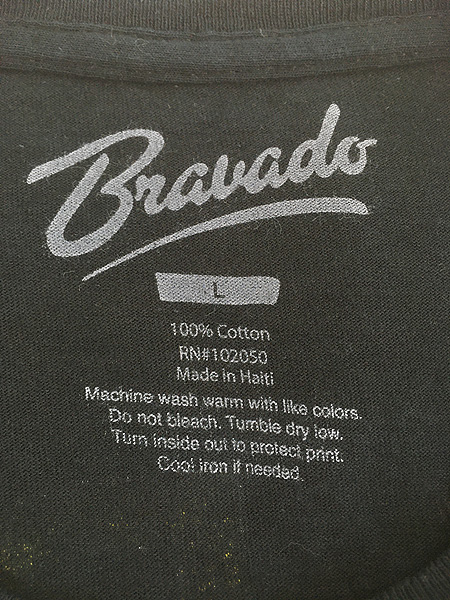 Bravado
L
100% Cotton
RN#102050
Made in Haiti
Machine wash warm with like colors.
Do not bleach. Tumble dry low.
Turn inside out to protect print.
Cool iron if needed.